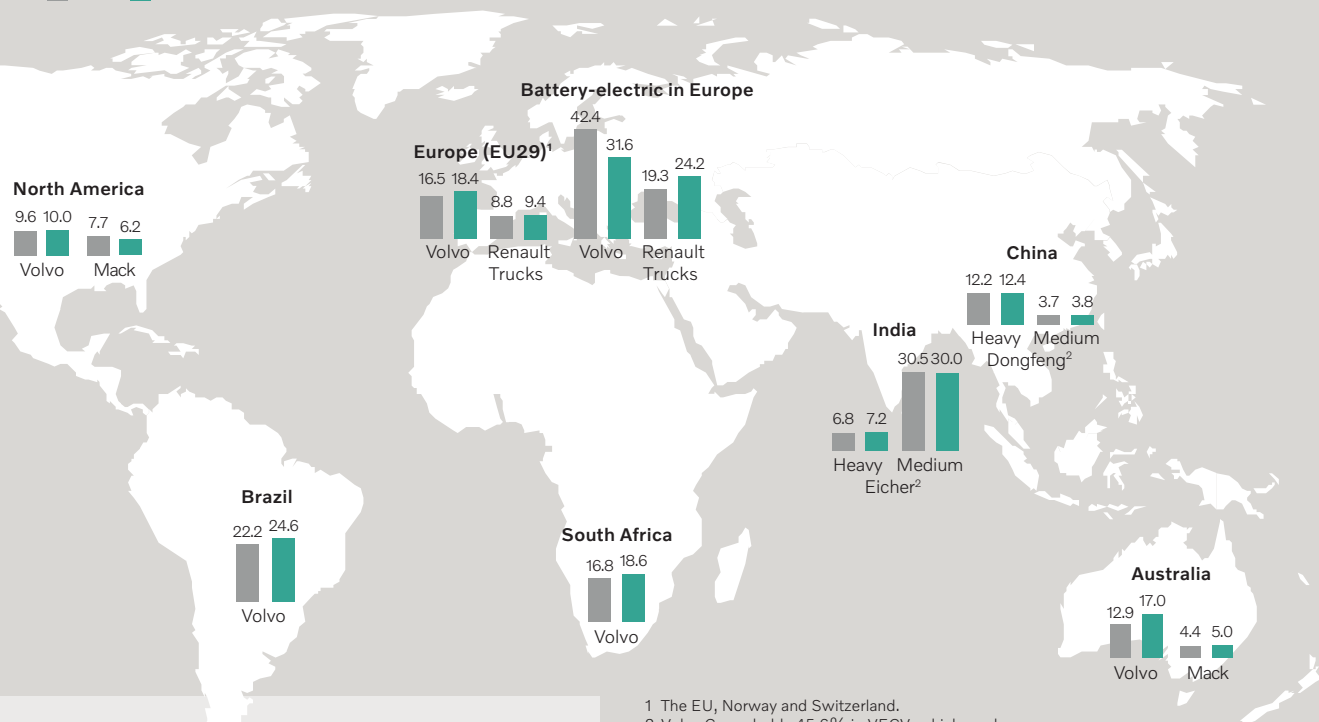 Battery-electric in Europe
42.4
31.6
19.3
24.2
Volvo
Renault
Trucks
Europe (EU29)¹
16.5 18.4
8.8 9.4
Volvo
Renault
Trucks
North America
9.6 10.0
7.7 6.2
Volvo
Mack
China
12.2 12.4
3.7 3.8
Heavy Medium
Dongfeng²
India
30.5 30.0
6.8 7.2
Heavy Medium
Eicher²
Brazil
22.2 24.6
Volvo
South Africa
16.8 18.6
Volvo
Australia
12.9 17.0
4.4 5.0
Volvo
Mack
1 The EU, Norway and Switzerland.